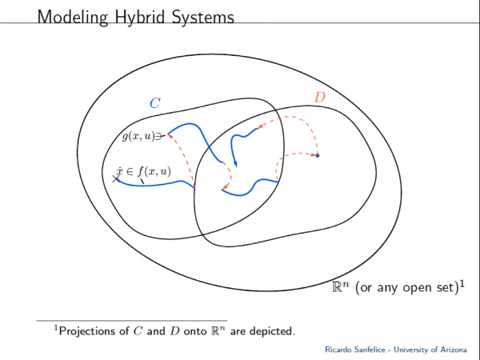 Modeling Hybrid Systems
C
D
g(x, u)∋
ẋ ∈ f(x, u)
ℝⁿ (or any open set)¹
¹Projections of C and D onto ℝⁿ are depicted.
Ricardo Sanfelice - University of Arizona